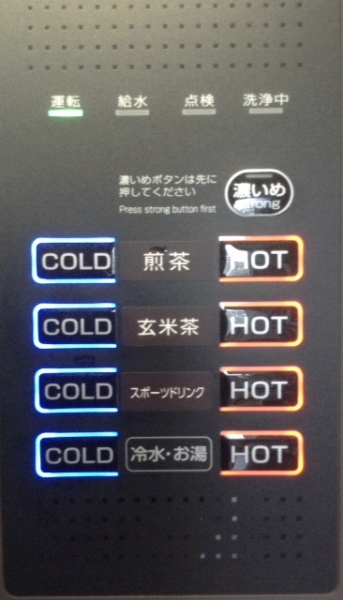 運転 給水 点検 洗浄中
濃いめボタンは先に
押してください
Press strong button first
濃いめ
strong
COLD 煎茶 HOT
COLD 玄米茶 HOT
COLD スポーツドリンク HOT
COLD 冷水・お湯 HOT